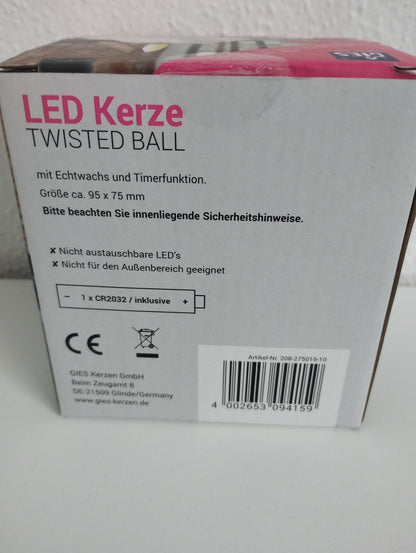 GIES
LED Kerze
TWISTED BALL
mit Echtwachs und Timerfunktion.
Größe ca. 95 x 75 mm
Bitte beachten Sie innenliegende Sicherheitshinweise.
✗ Nicht austauschbare LED's
✗ Nicht für den Außenbereich geeignet
– 1 x CR2032 / inklusive +
CE
Artikel-Nr. 208-275016-10
GIES Kerzen GmbH
Beim Zeugamt 8
DE-21509 Glinde/Germany
www.gies-kerzen.de
4 002653 094159